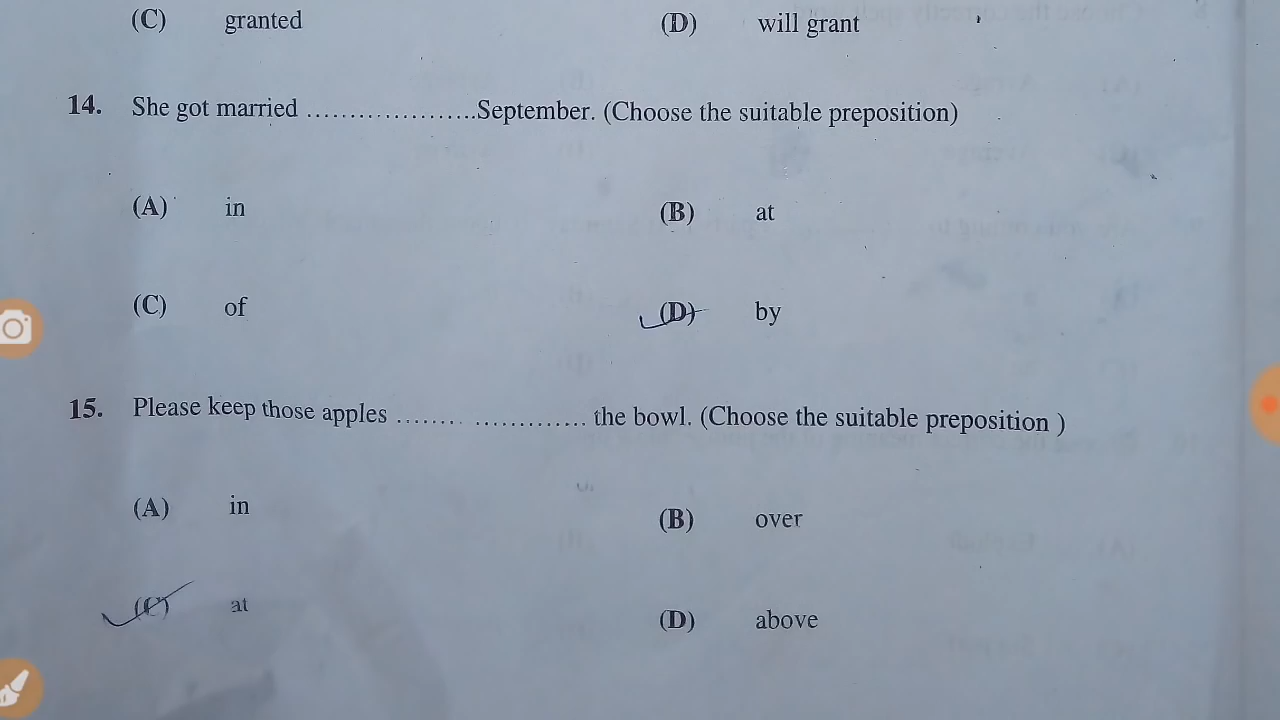 (C) granted (D) will grant
14. She got married ....................September. (Choose the suitable preposition)
(A) in (B) at
(C) of (D) by
15. Please keep those apples ........ ............. the bowl. (Choose the suitable preposition )
(A) in (B) over
(C) at (D) above